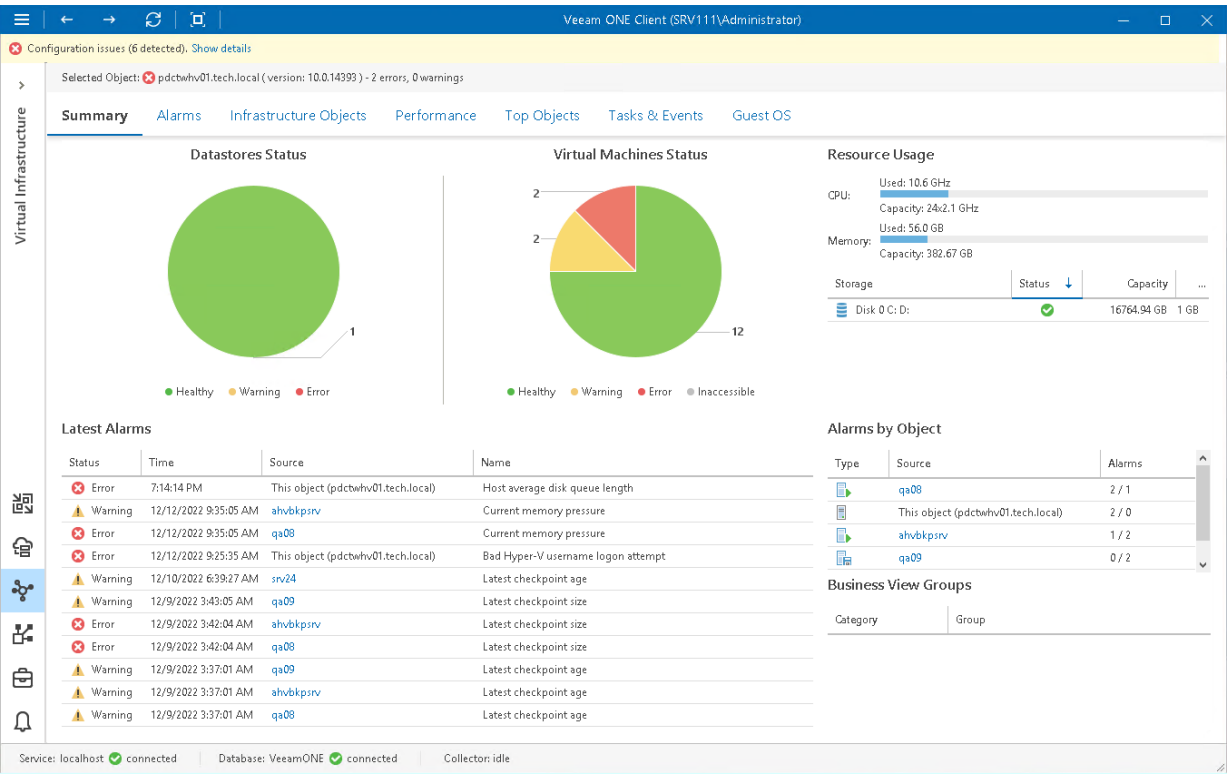 Veeam ONE Client (SRV111\Administrator)
Configuration issues (6 detected). Show details
Virtual Infrastructure
Selected Object: pdctwhv01.tech.local ( version: 10.0.14393 ) - 2 errors, 0 warnings
Summary Alarms Infrastructure Objects Performance Top Objects Tasks & Events Guest OS
Datastores Status
1
Healthy Warning Error
Virtual Machines Status
2
2
12
Healthy Warning Error Inaccessible
Resource Usage
Used: 10.6 GHz
CPU:
Capacity: 24x2.1 GHz
Used: 56.0 GB
Memory:
Capacity: 382.67 GB
Storage Status Capacity ...
Disk 0 C: D: 16764.94 GB 1 GB
Latest Alarms
Status Time Source Name
Error 7:14:14 PM This object (pdctwhv01.tech.local) Host average disk queue length
Warning 12/12/2022 9:35:05 AM ahvbkpsrv Current memory pressure
Error 12/12/2022 9:35:05 AM qa08 Current memory pressure
Error 12/12/2022 9:25:35 AM This object (pdctwhv01.tech.local) Bad Hyper-V username logon attempt
Warning 12/10/2022 6:39:27 AM srv24 Latest checkpoint age
Warning 12/9/2022 3:43:05 AM qa09 Latest checkpoint size
Error 12/9/2022 3:42:04 AM ahvbkpsrv Latest checkpoint size
Error 12/9/2022 3:42:04 AM qa08 Latest checkpoint size
Warning 12/9/2022 3:37:01 AM qa09 Latest checkpoint age
Warning 12/9/2022 3:37:01 AM ahvbkpsrv Latest checkpoint age
Warning 12/9/2022 3:37:01 AM qa08 Latest checkpoint age
Alarms by Object
Type Source Alarms
qa08 2 / 1
This object (pdctwhv01.tech.local) 2 / 0
ahvbkpsrv 1 / 2
qa09 0 / 2
Business View Groups
Category Group
Service: localhost connected Database: VeeamONE connected Collector: idle